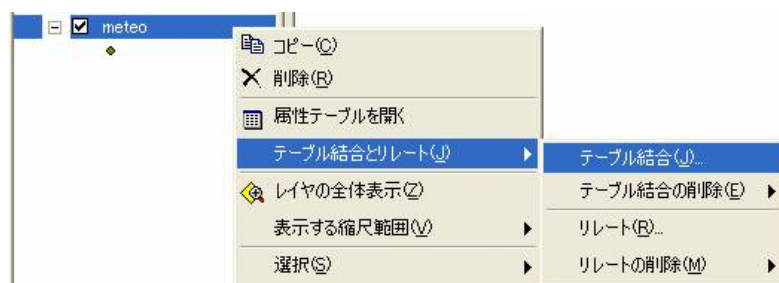 meteo
コピー(C)
削除(R)
属性テーブルを開く
テーブル結合とリレート(J)
レイヤの全体表示(Z)
表示する縮尺範囲(V)
選択(S)
テーブル結合(J)...
テーブル結合の削除(E)
リレート(R)...
リレートの削除(M)